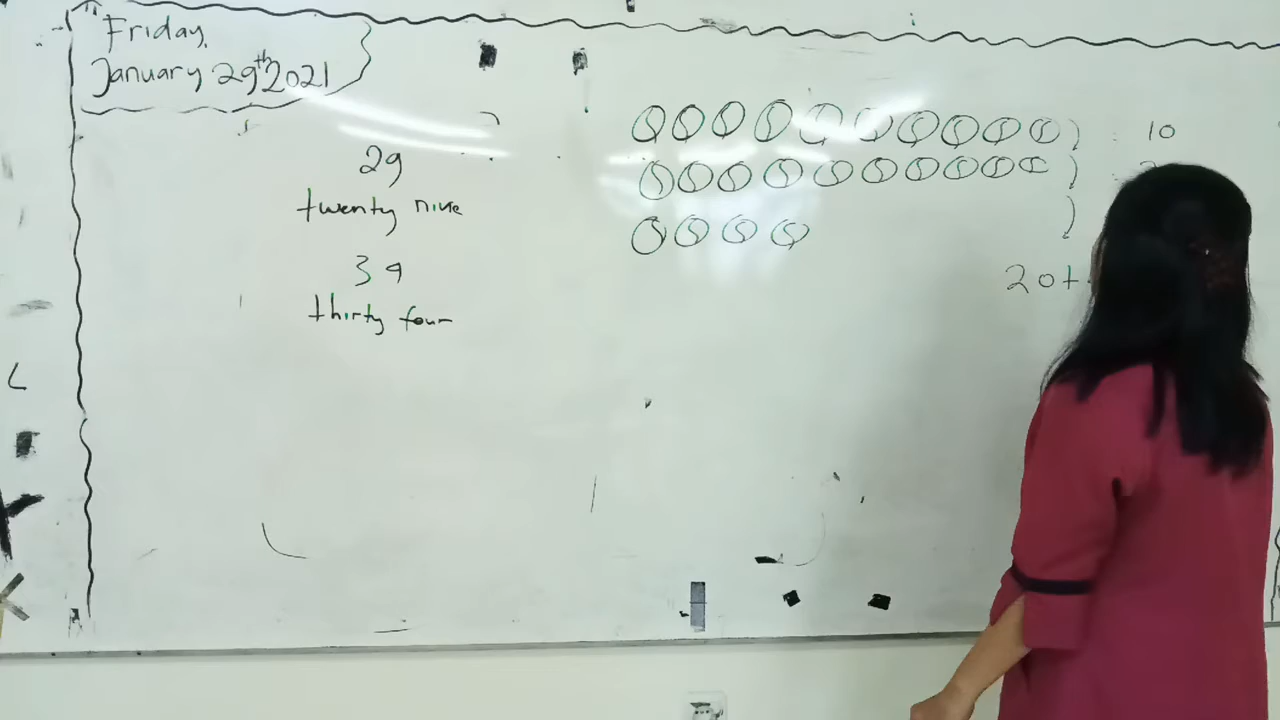 Friday,
January 29th 2021
29
twenty nine
34
thirty four
10
20+